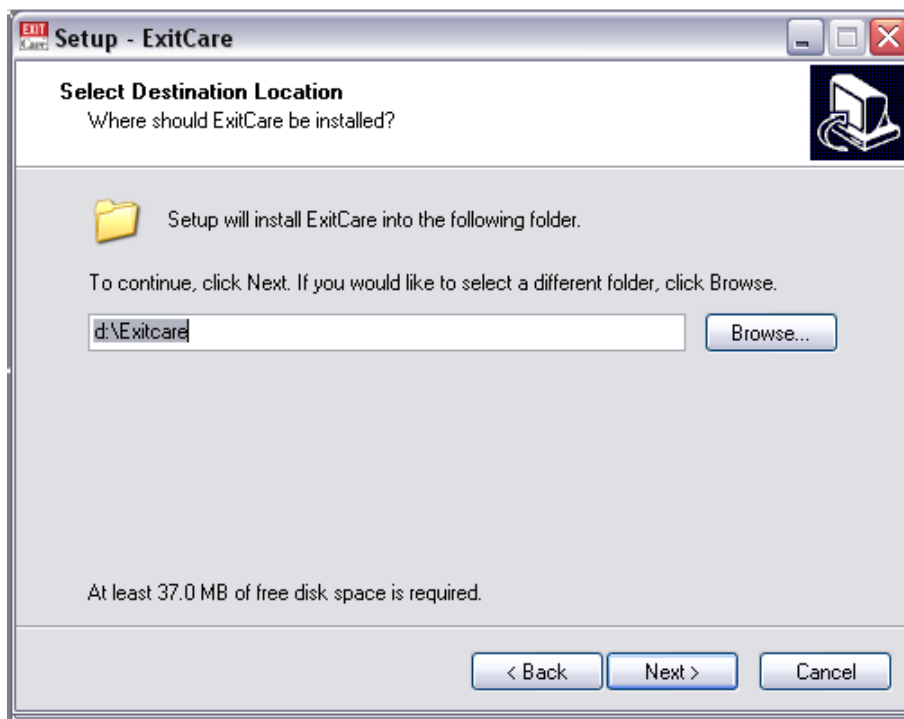 EXIT
Care
Setup - ExitCare
Select Destination Location
Where should ExitCare be installed?
Setup will install ExitCare into the following folder.
To continue, click Next. If you would like to select a different folder, click Browse.
d:\Exitcare
Browse...
At least 37.0 MB of free disk space is required.
< Back
Next >
Cancel